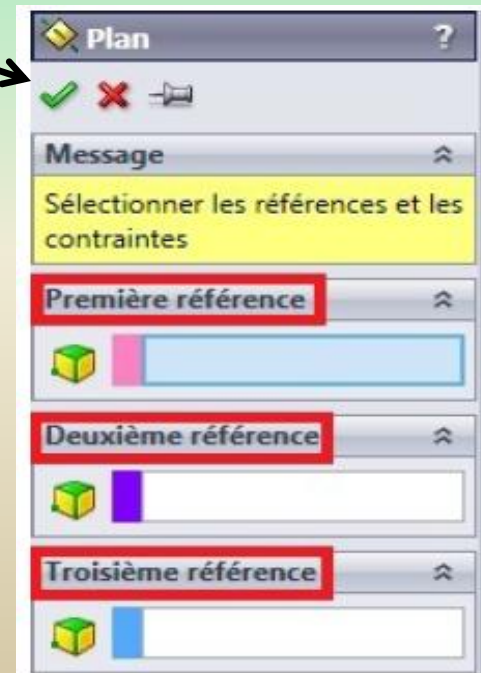 Plan ?
Message
Sélectionner les références et les
contraintes
Première référence
Deuxième référence
Troisième référence